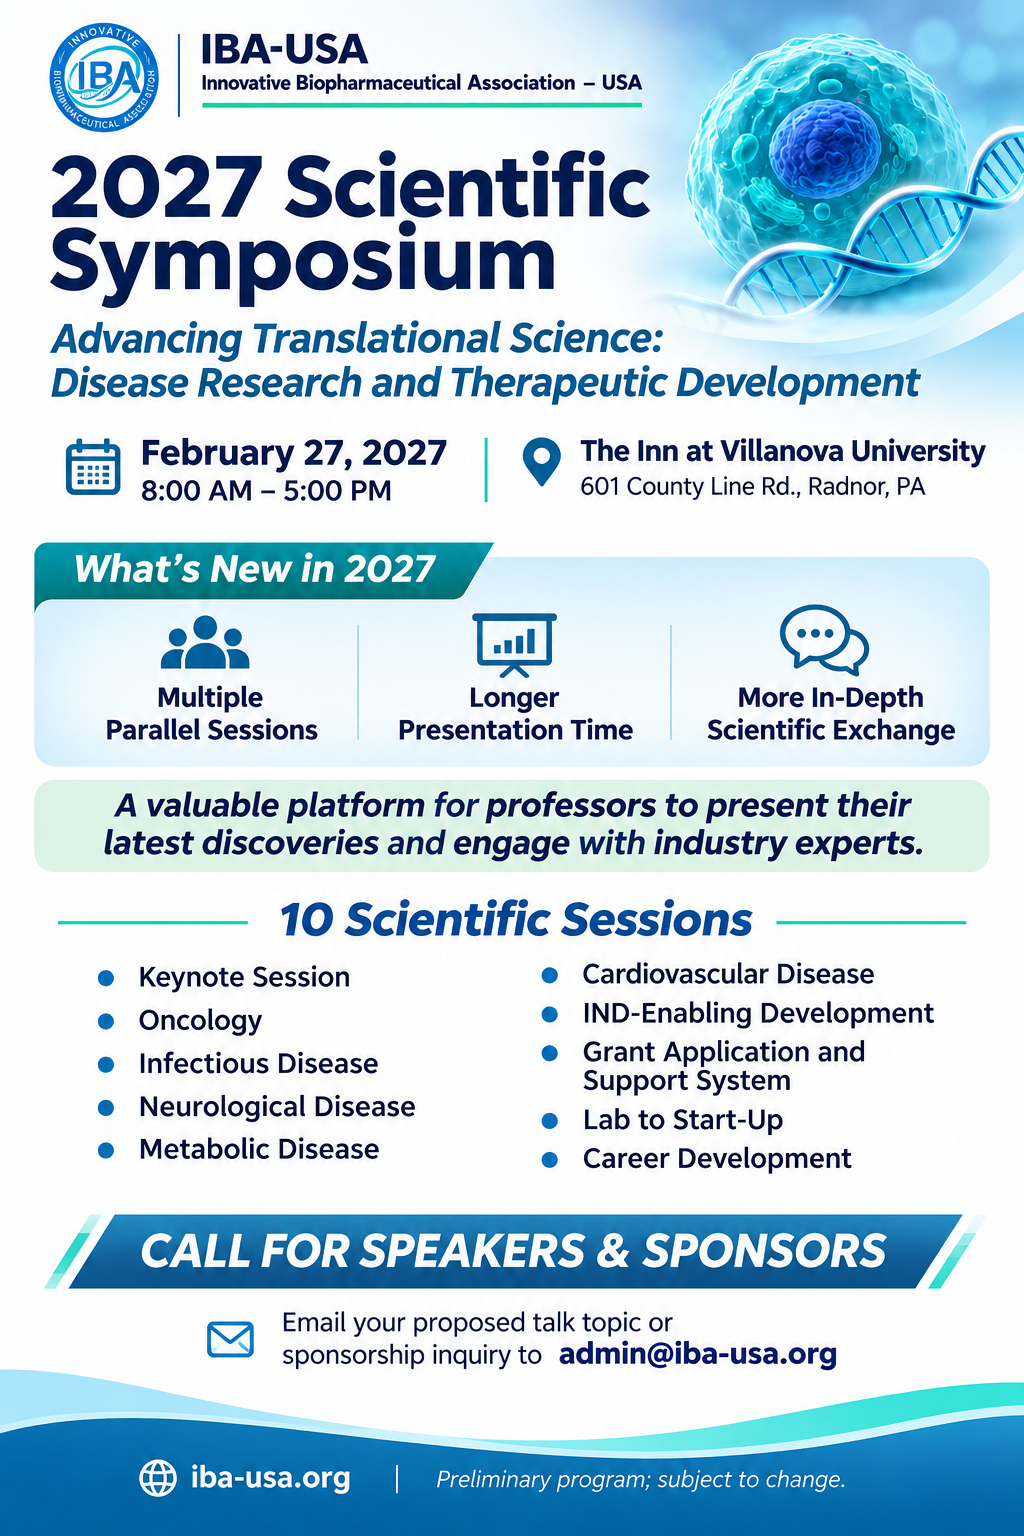 INNOVATIVE
IBA
BIOPHARMACEUTICAL ASSOCIATION
IBA-USA
Innovative Biopharmaceutical Association – USA
2027 Scientific
Symposium
Advancing Translational Science:
Disease Research and Therapeutic Development
February 27, 2027
8:00 AM – 5:00 PM
The Inn at Villanova University
601 County Line Rd., Radnor, PA
What's New in 2027
Multiple
Parallel Sessions
Longer
Presentation Time
More In-Depth
Scientific Exchange
A valuable platform for professors to present their
latest discoveries and engage with industry experts.
10 Scientific Sessions
Keynote Session
Oncology
Infectious Disease
Neurological Disease
Metabolic Disease
Cardiovascular Disease
IND-Enabling Development
Grant Application and
Support System
Lab to Start-Up
Career Development
CALL FOR SPEAKERS & SPONSORS
Email your proposed talk topic or
sponsorship inquiry to admin@iba-usa.org
iba-usa.org | Preliminary program; subject to change.